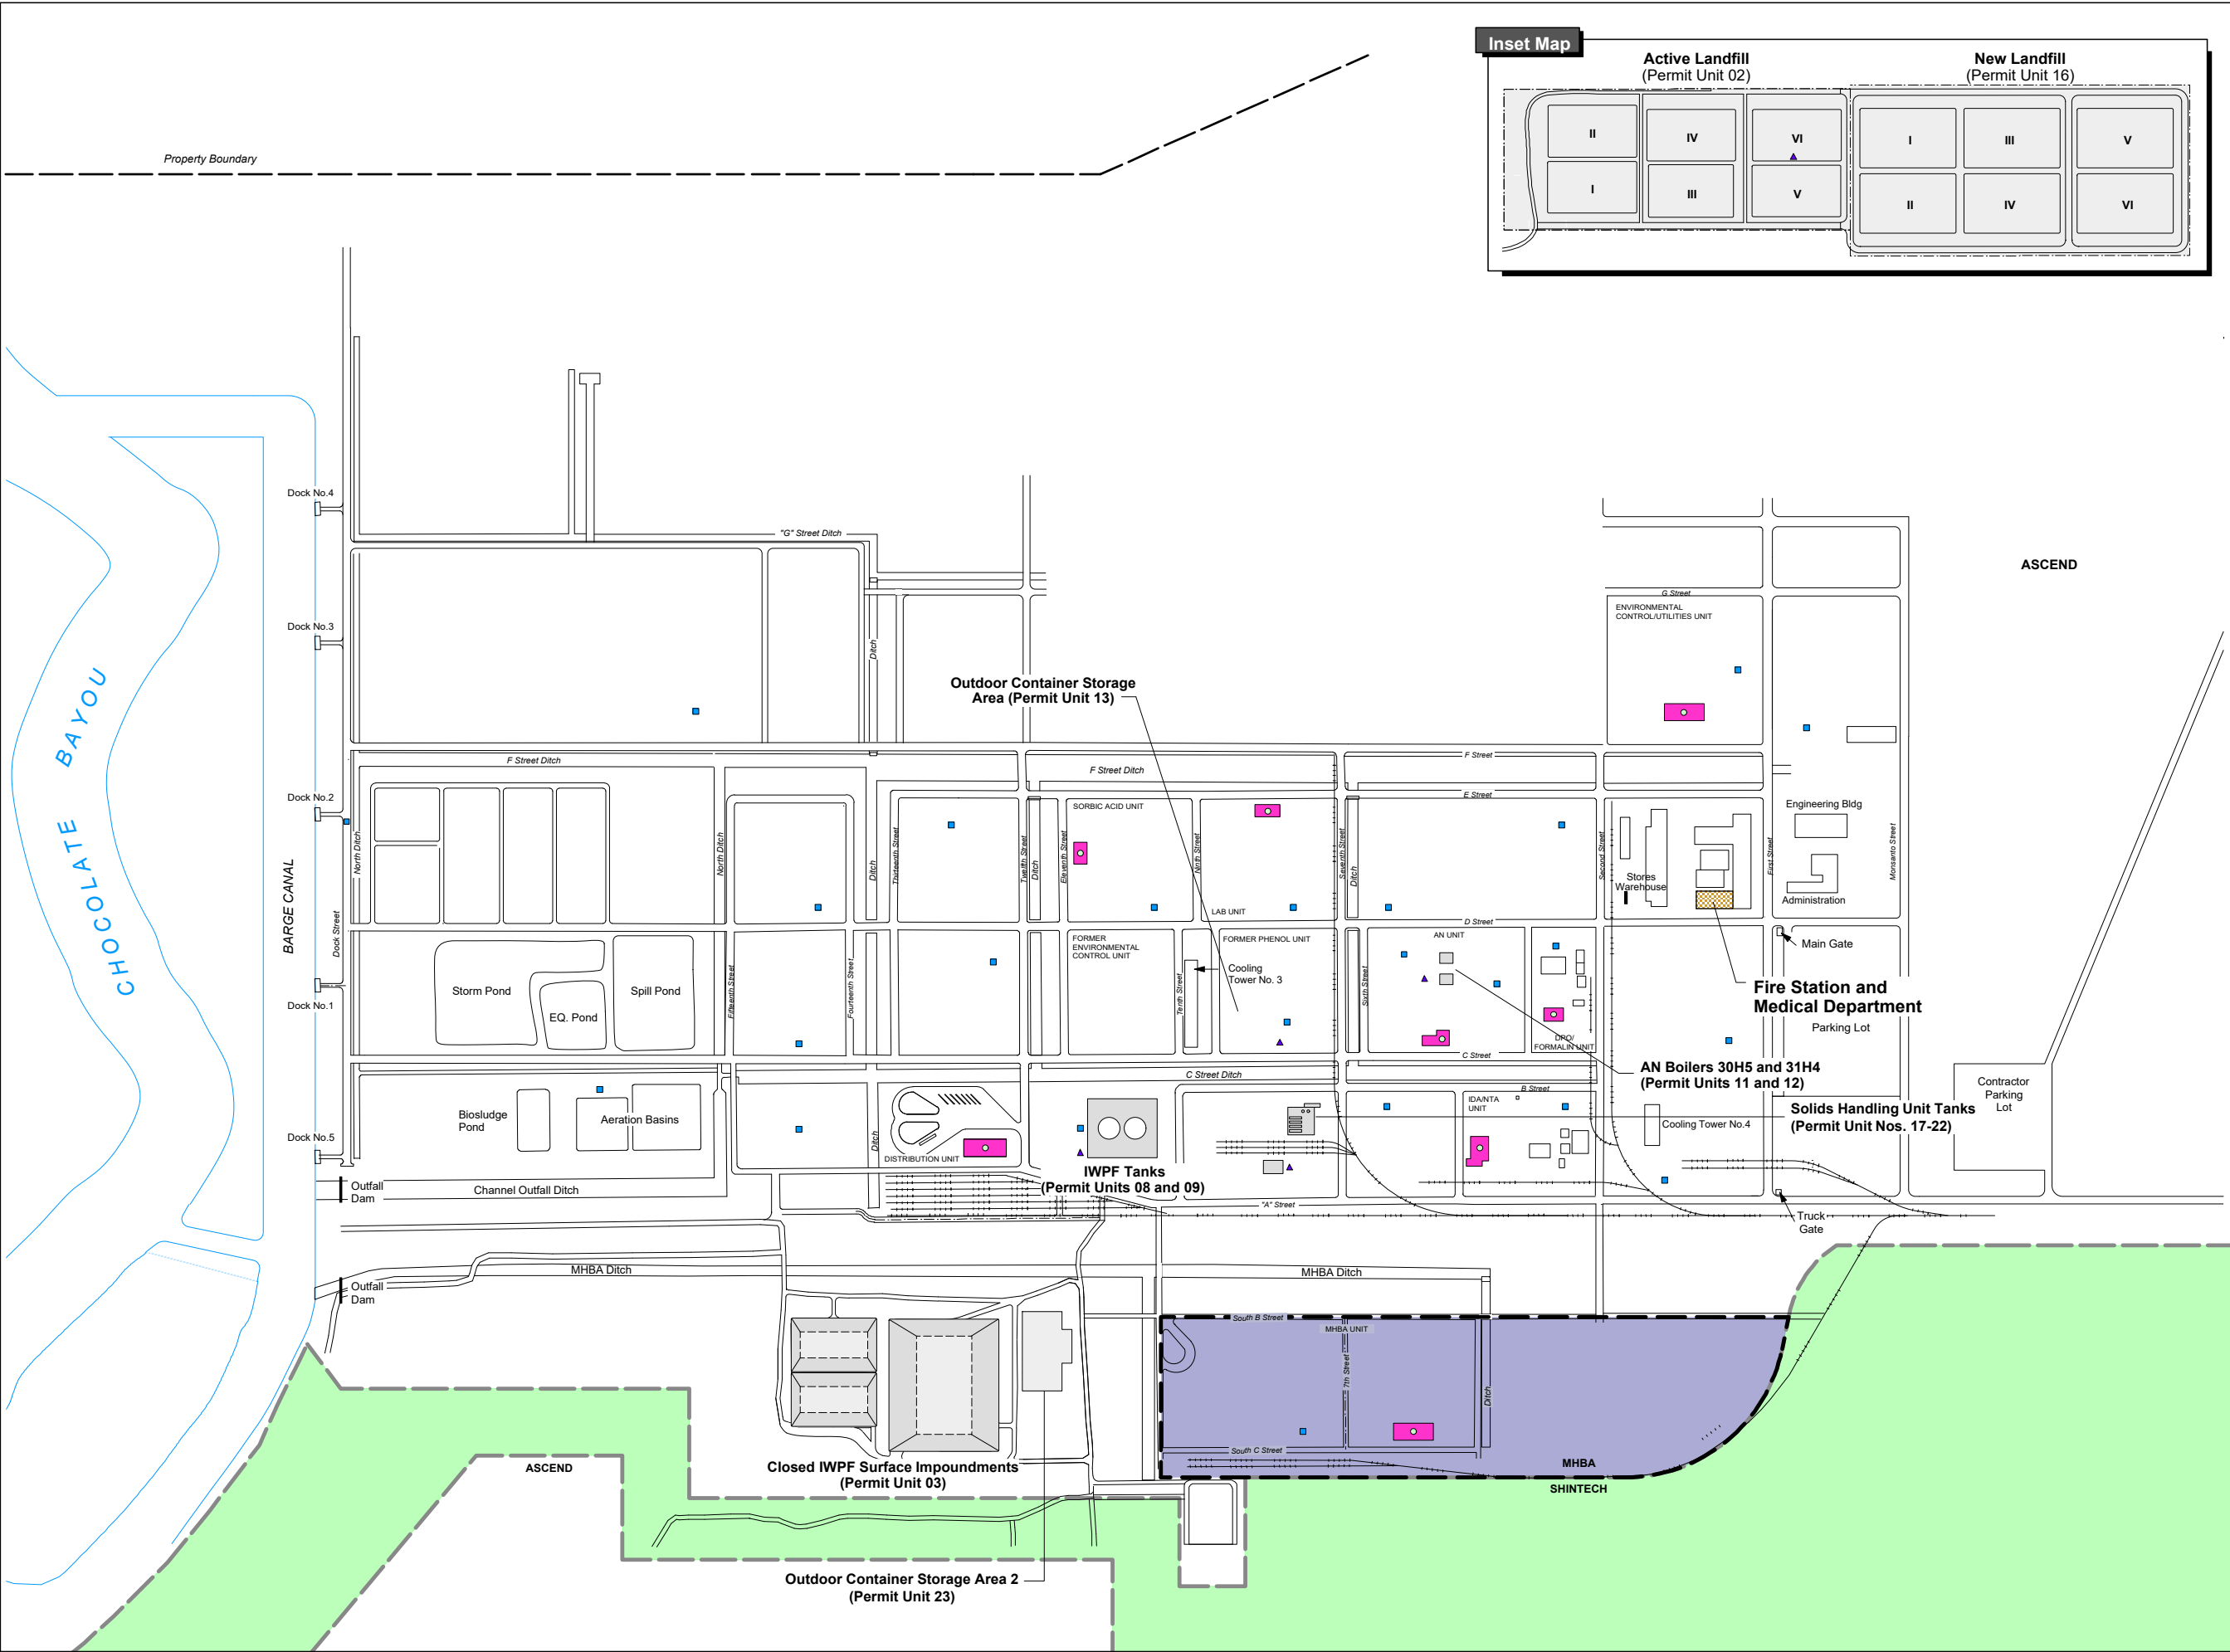 Inset Map
Active Landfill
(Permit Unit 02)
New Landfill
(Permit Unit 16)
II
IV
VI
I
III
V
I
III
V
II
IV
VI
Property Boundary
Dock No.4
"G" Street Ditch
ASCEND
G Street
ENVIRONMENTAL
CONTROL/UTILITIES UNIT
Dock No.3
Ditch
CHOCOLATE BAYOU
Outdoor Container Storage
Area (Permit Unit 13)
F Street Ditch
F Street Ditch
F Street
E Street
Dock No.2
SORBIC ACID UNIT
Engineering Bldg
North Ditch
North Ditch
Ditch
Thirteenth Street
Twelfth Street
Ditch
Eleventh Street
Ninth Street
Seventh Street
Ditch
Second Street
First Street
Monsanto Street
Stores
Warehouse
Administration
BARGE CANAL
Dock Street
LAB UNIT
D Street
FORMER
ENVIRONMENTAL
CONTROL UNIT
FORMER PHENOL UNIT
AN UNIT
Main Gate
Cooling
Tower No. 3
Storm Pond
EQ. Pond
Spill Pond
Fifteenth Street
Fourteenth Street
Tenth Street
Sixth Street
Fire Station and
Medical Department
Parking Lot
Dock No.1
DPO/
FORMALIN UNIT
C Street
C Street Ditch
AN Boilers 30H5 and 31H4
(Permit Units 11 and 12)
B Street
Contractor
Parking
Lot
IDA/NTA
UNIT
Solids Handling Unit Tanks
(Permit Unit Nos. 17-22)
Biosludge
Pond
Aeration Basins
Cooling Tower No.4
Dock No.5
Ditch
DISTRIBUTION UNIT
IWPF Tanks
(Permit Units 08 and 09)
Outfall
Dam
Channel Outfall Ditch
"A" Street
Truck
Gate
MHBA Ditch
MHBA Ditch
Outfall
Dam
South B Street
MHBA UNIT
7th Street
Ditch
South C Street
Closed IWPF Surface Impoundments
(Permit Unit 03)
ASCEND
MHBA
SHINTECH
Outdoor Container Storage Area 2
(Permit Unit 23)